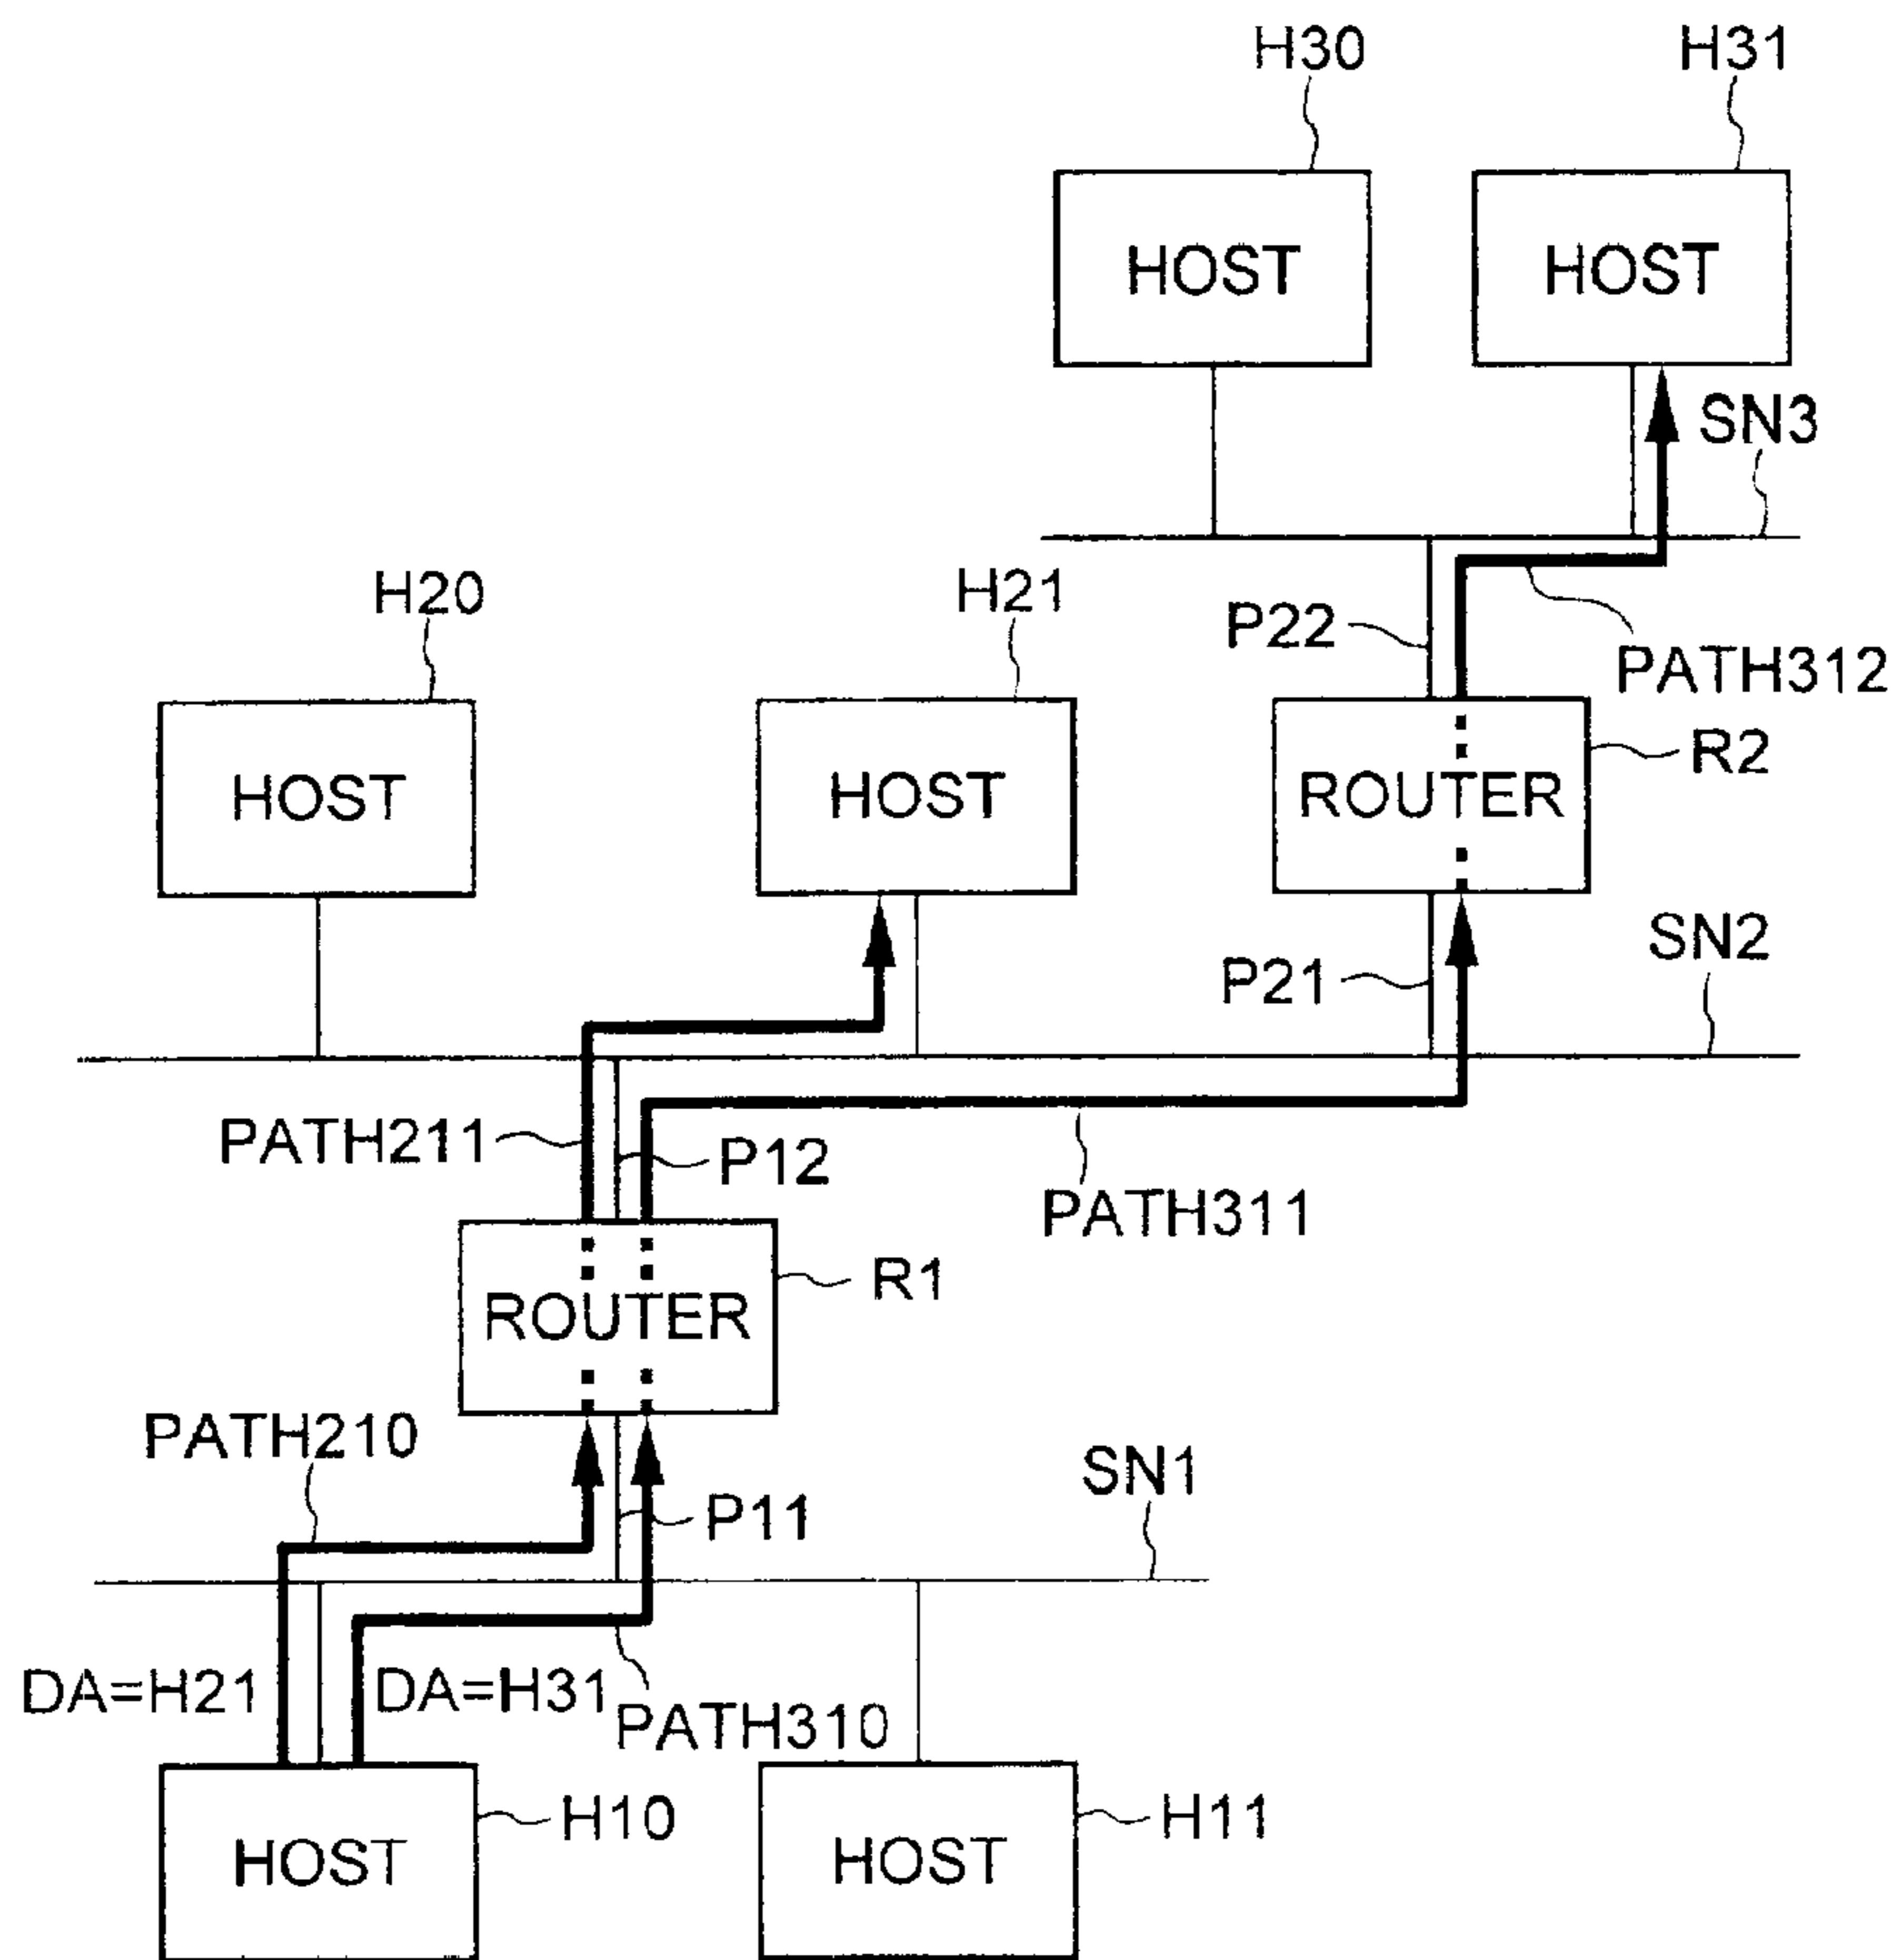 H30 H31
HOST HOST
SN3
H20 H21
P22
PATH312
R2
HOST HOST ROUTER
SN2
P21
PATH211
P12
PATH311
R1
ROUTER
PATH210
SN1
P11
DA=H21 DA=H31
PATH310
H10 H11
HOST HOST